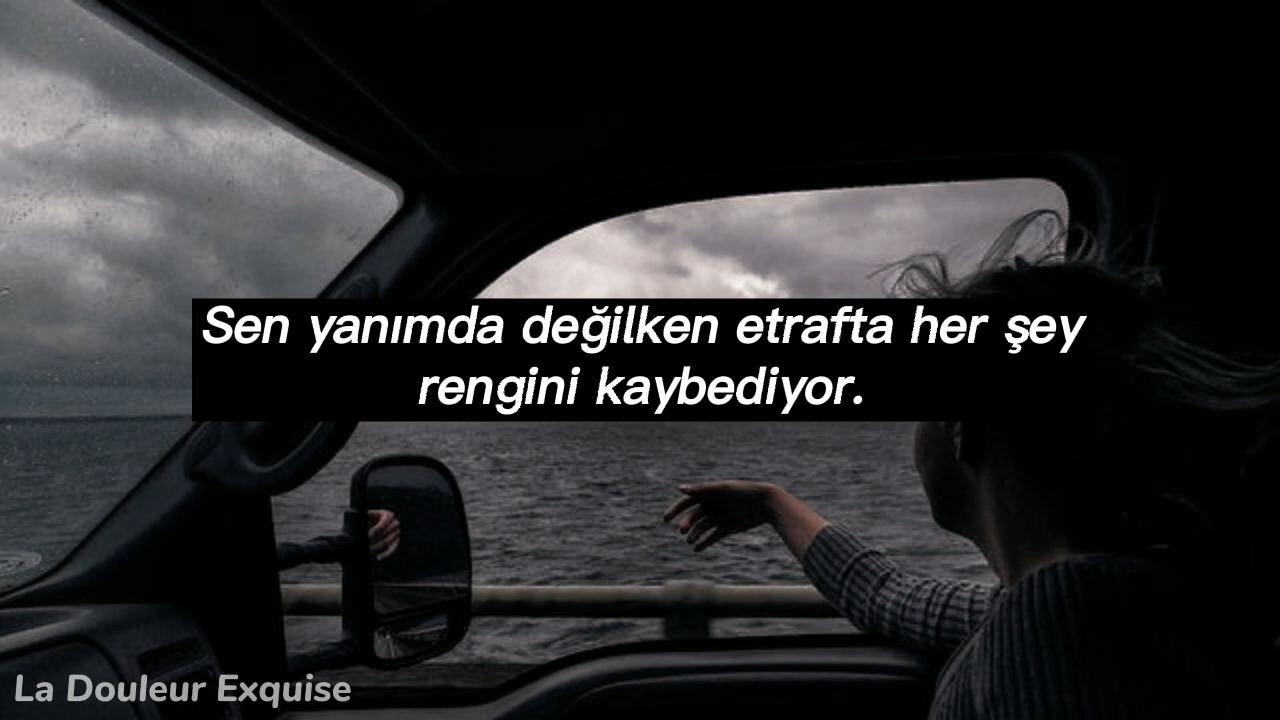 Sen yanımda değilken etrafta her şey
rengini kaybediyor.
La Douleur Exquise